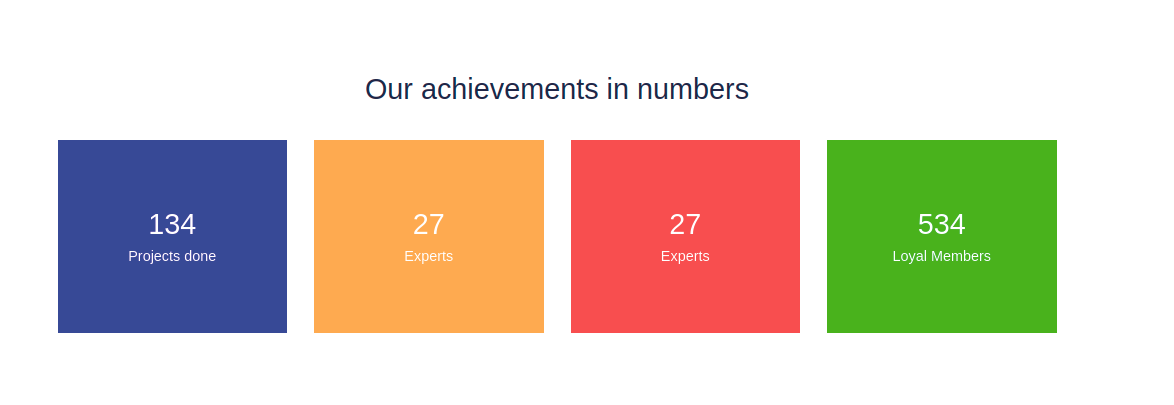 Our achievements in numbers
134
Projects done
27
Experts
27
Experts
534
Loyal Members